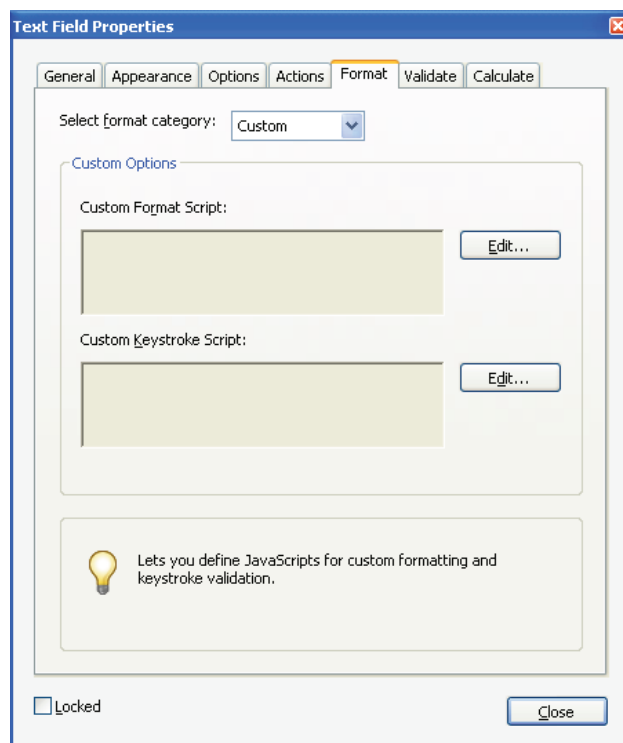 Text Field Properties
General Appearance Options Actions Format Validate Calculate
Select format category: Custom
Custom Options
Custom Format Script:
Edit...
Custom Keystroke Script:
Edit...
Lets you define JavaScripts for custom formatting and
keystroke validation.
Locked
Close